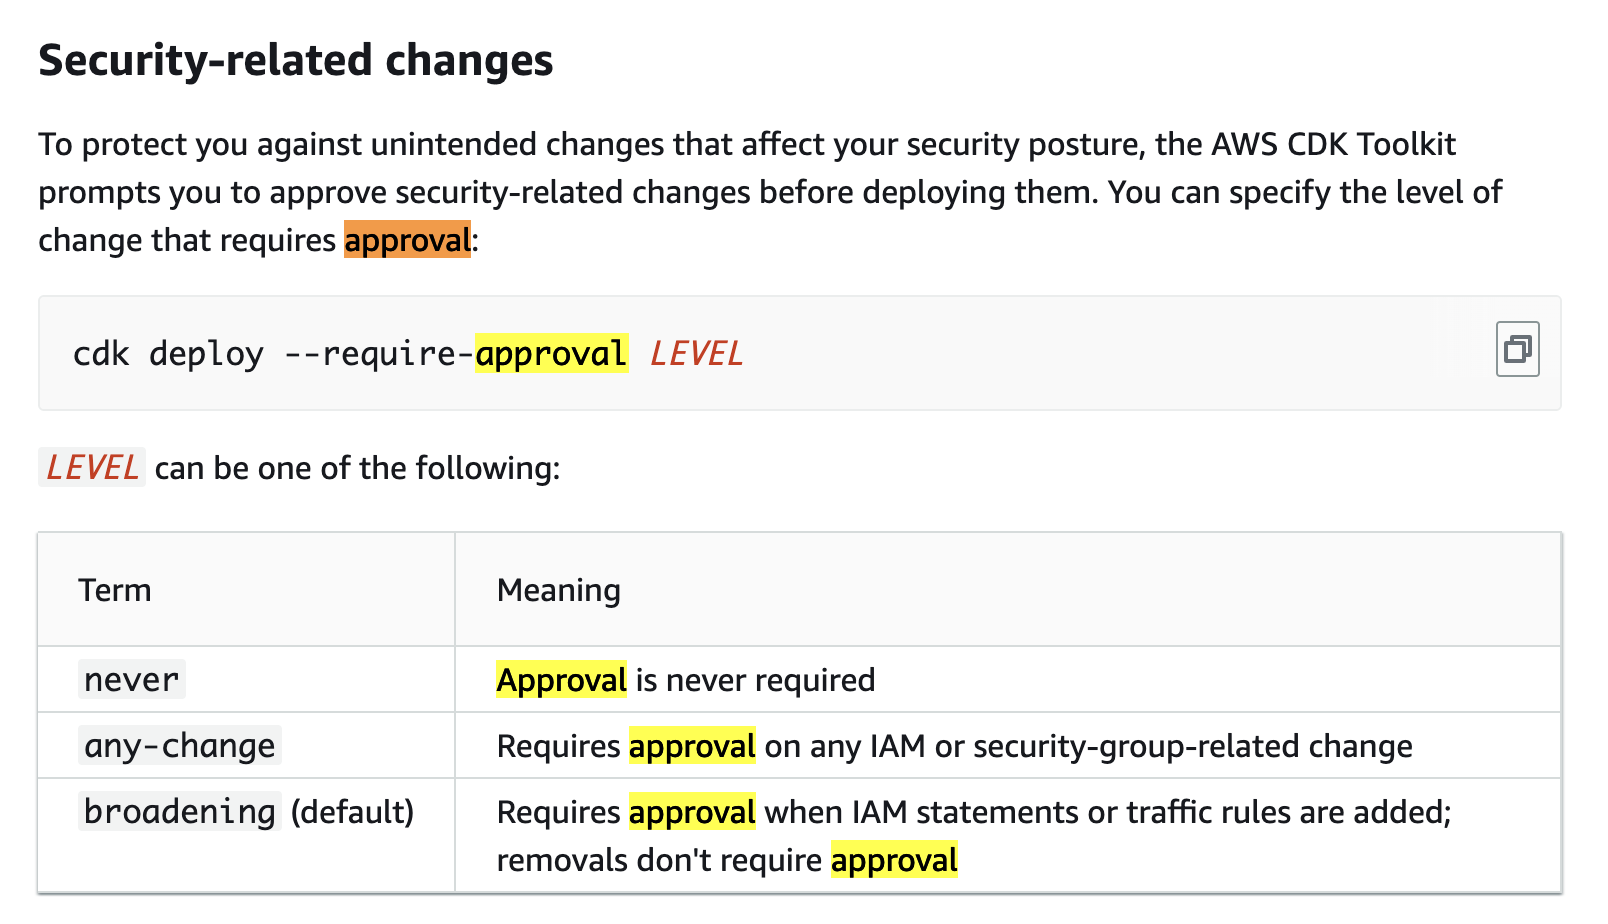 Security-related changes
To protect you against unintended changes that affect your security posture, the AWS CDK Toolkit
prompts you to approve security-related changes before deploying them. You can specify the level of
change that requires approval:
cdk deploy --require-approval LEVEL
LEVEL can be one of the following:
Term Meaning
never Approval is never required
any-change Requires approval on any IAM or security-group-related change
broadening (default) Requires approval when IAM statements or traffic rules are added;
removals don't require approval